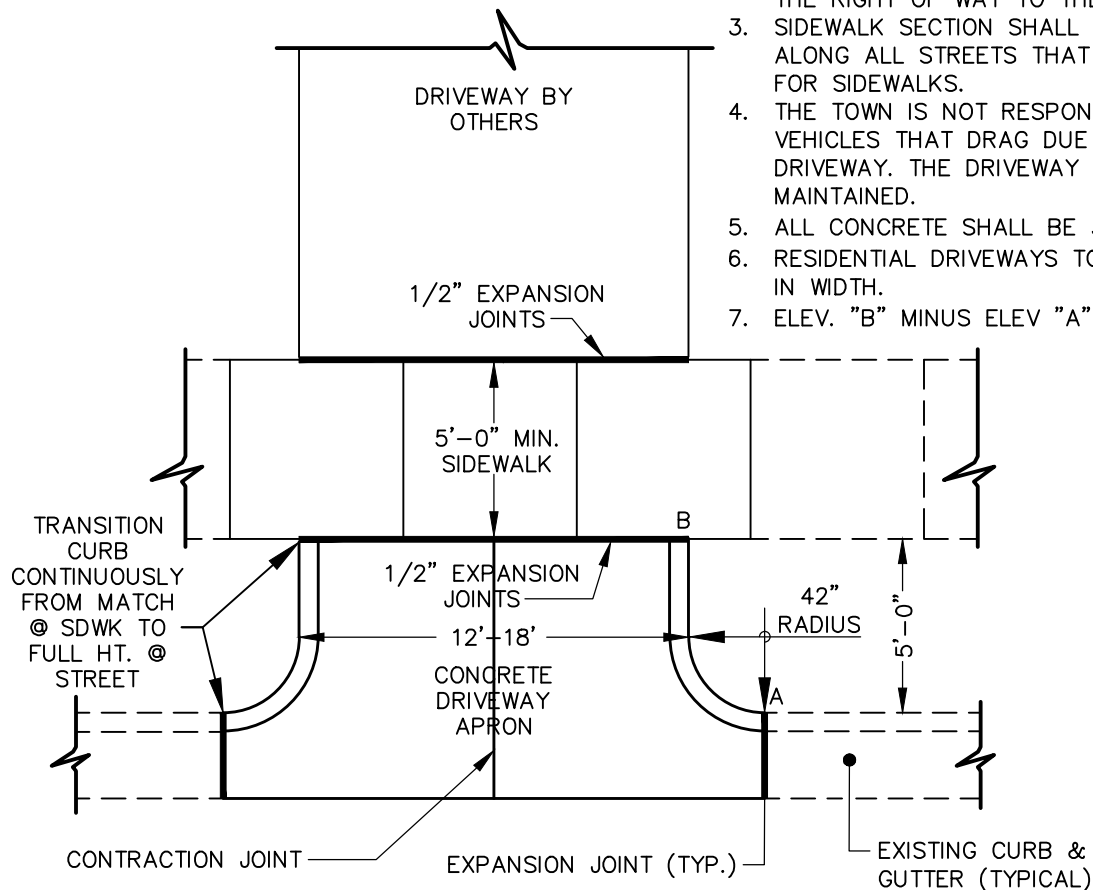 THE RIGHT OF WAY TO THE
3. SIDEWALK SECTION SHALL
ALONG ALL STREETS THAT
FOR SIDEWALKS.
4. THE TOWN IS NOT RESPON
VEHICLES THAT DRAG DUE
DRIVEWAY. THE DRIVEWAY
MAINTAINED.
5. ALL CONCRETE SHALL BE
6. RESIDENTIAL DRIVEWAYS TO
IN WIDTH.
7. ELEV. "B" MINUS ELEV "A"
DRIVEWAY BY
OTHERS
1/2" EXPANSION
JOINTS
5'-0" MIN.
SIDEWALK
B
TRANSITION
CURB
CONTINUOUSLY
FROM MATCH
@ SDWK TO
FULL HT. @
STREET
1/2" EXPANSION
JOINTS
12'-18'
CONCRETE
DRIVEWAY
APRON
42"
RADIUS
5'-0"
A
CONTRACTION JOINT
EXPANSION JOINT (TYP.)
EXISTING CURB &
GUTTER (TYPICAL)